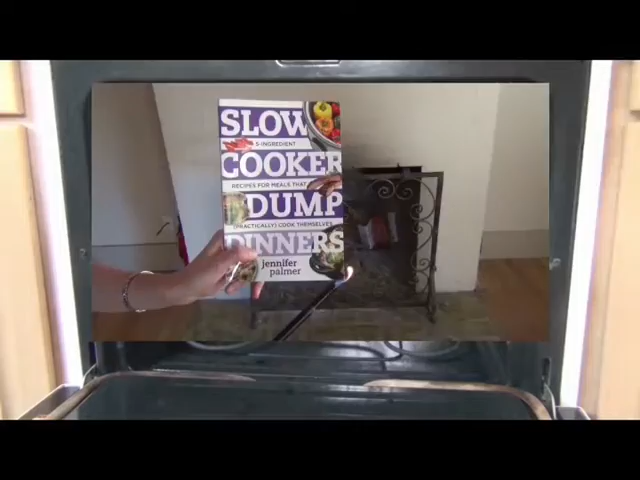 SLOW
5-INGREDIENT
COOKER
RECIPES FOR MEALS THAT
DUMP
(PRACTICALLY) COOK THEMSELVES
DINNERS
jennifer
palmer